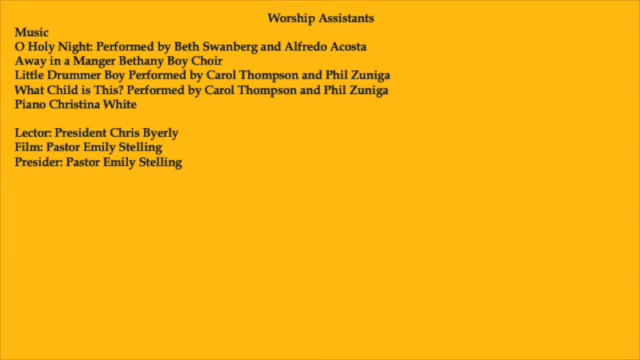 Worship Assistants
Music
O Holy Night: Performed by Beth Swanberg and Alfredo Acosta
Away in a Manger Bethany Boy Choir
Little Drummer Boy Performed by Carol Thompson and Phil Zuniga
What Child is This? Performed by Carol Thompson and Phil Zuniga
Piano Christina White
Lector: President Chris Byerly
Film: Pastor Emily Stelling
Presider: Pastor Emily Stelling